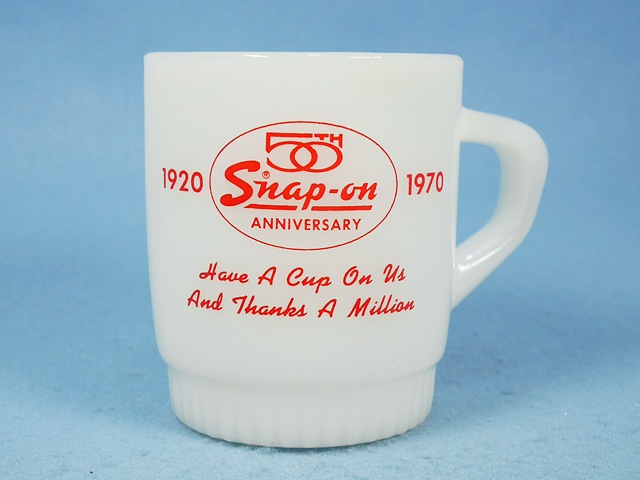 50TH
1920 Snap-on® 1970
ANNIVERSARY
Have A Cup On Us
And Thanks A Million